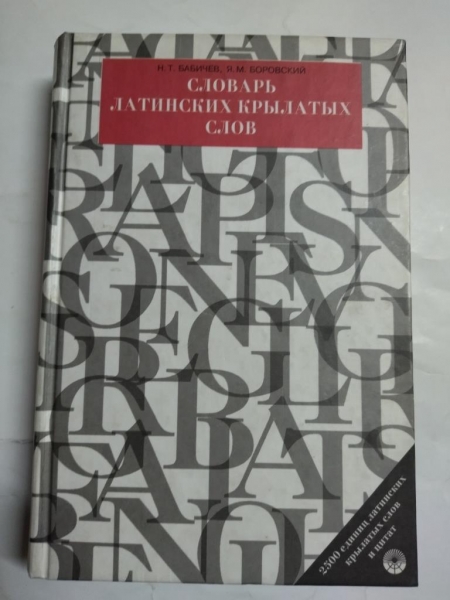 Н. Т. БАБИЧЕВ, Я. М. БОРОВСКИЙ
СЛОВАРЬ
ЛАТИНСКИХ КРЫЛАТЫХ
СЛОВ
2500 единиц латинских
крылатых слов
и цитат